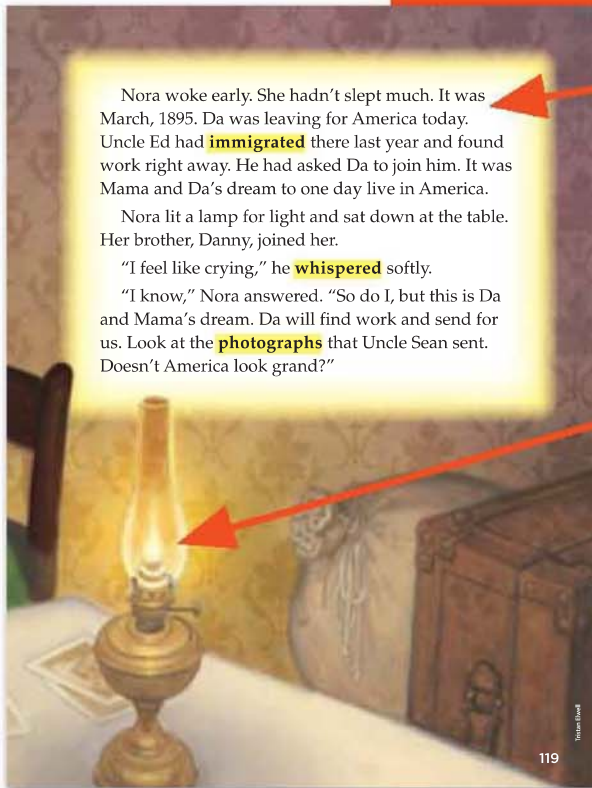 Nora woke early. She hadn’t slept much. It was
March, 1895. Da was leaving for America today.
Uncle Ed had immigrated there last year and found
work right away. He had asked Da to join him. It was
Mama and Da’s dream to one day live in America.
Nora lit a lamp for light and sat down at the table.
Her brother, Danny, joined her.
“I feel like crying,” he whispered softly.
“I know,” Nora answered. “So do I, but this is Da
and Mama’s dream. Da will find work and send for
us. Look at the photographs that Uncle Sean sent.
Doesn’t America look grand?”
Tristan Elwell
119